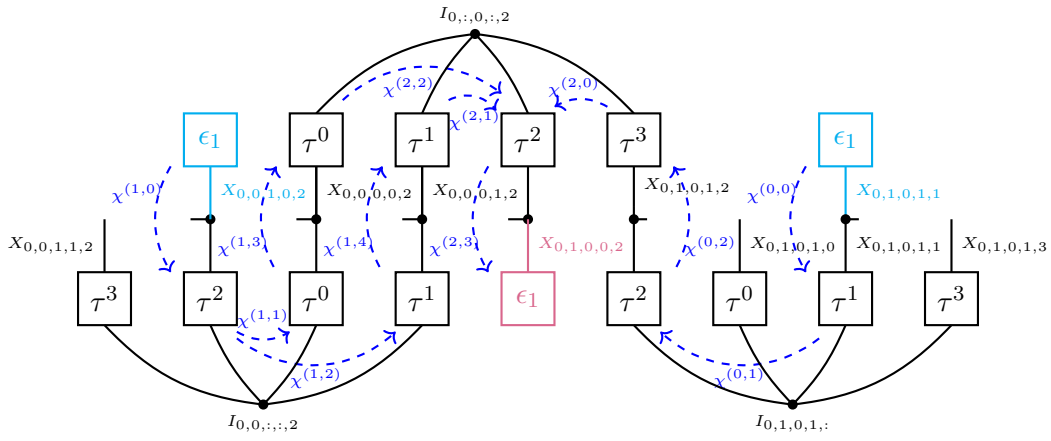 I_{0,:,0,:,2}
χ^{(2,2)} χ^{(2,0)}
χ^{(2,1)}
ϵ_1 τ^0 τ^1 τ^2 τ^3 ϵ_1
χ^{(1,0)} X_{0,0,1,0,2} X_{0,0,0,0,2} X_{0,0,0,1,2} X_{0,1,0,1,2} χ^{(0,0)} X_{0,1,0,1,1}
X_{0,0,1,1,2} χ^{(1,3)} χ^{(1,4)} χ^{(2,3)} X_{0,1,0,0,2} χ^{(0,2)} X_{0,1,0,1,0} X_{0,1,0,1,1} X_{0,1,0,1,3}
τ^3 τ^2 τ^0 τ^1 ϵ_1 τ^2 τ^0 τ^1 τ^3
χ^{(1,1)}
χ^{(1,2)} χ^{(0,1)}
I_{0,0,:,:,2} I_{0,1,0,1,:}